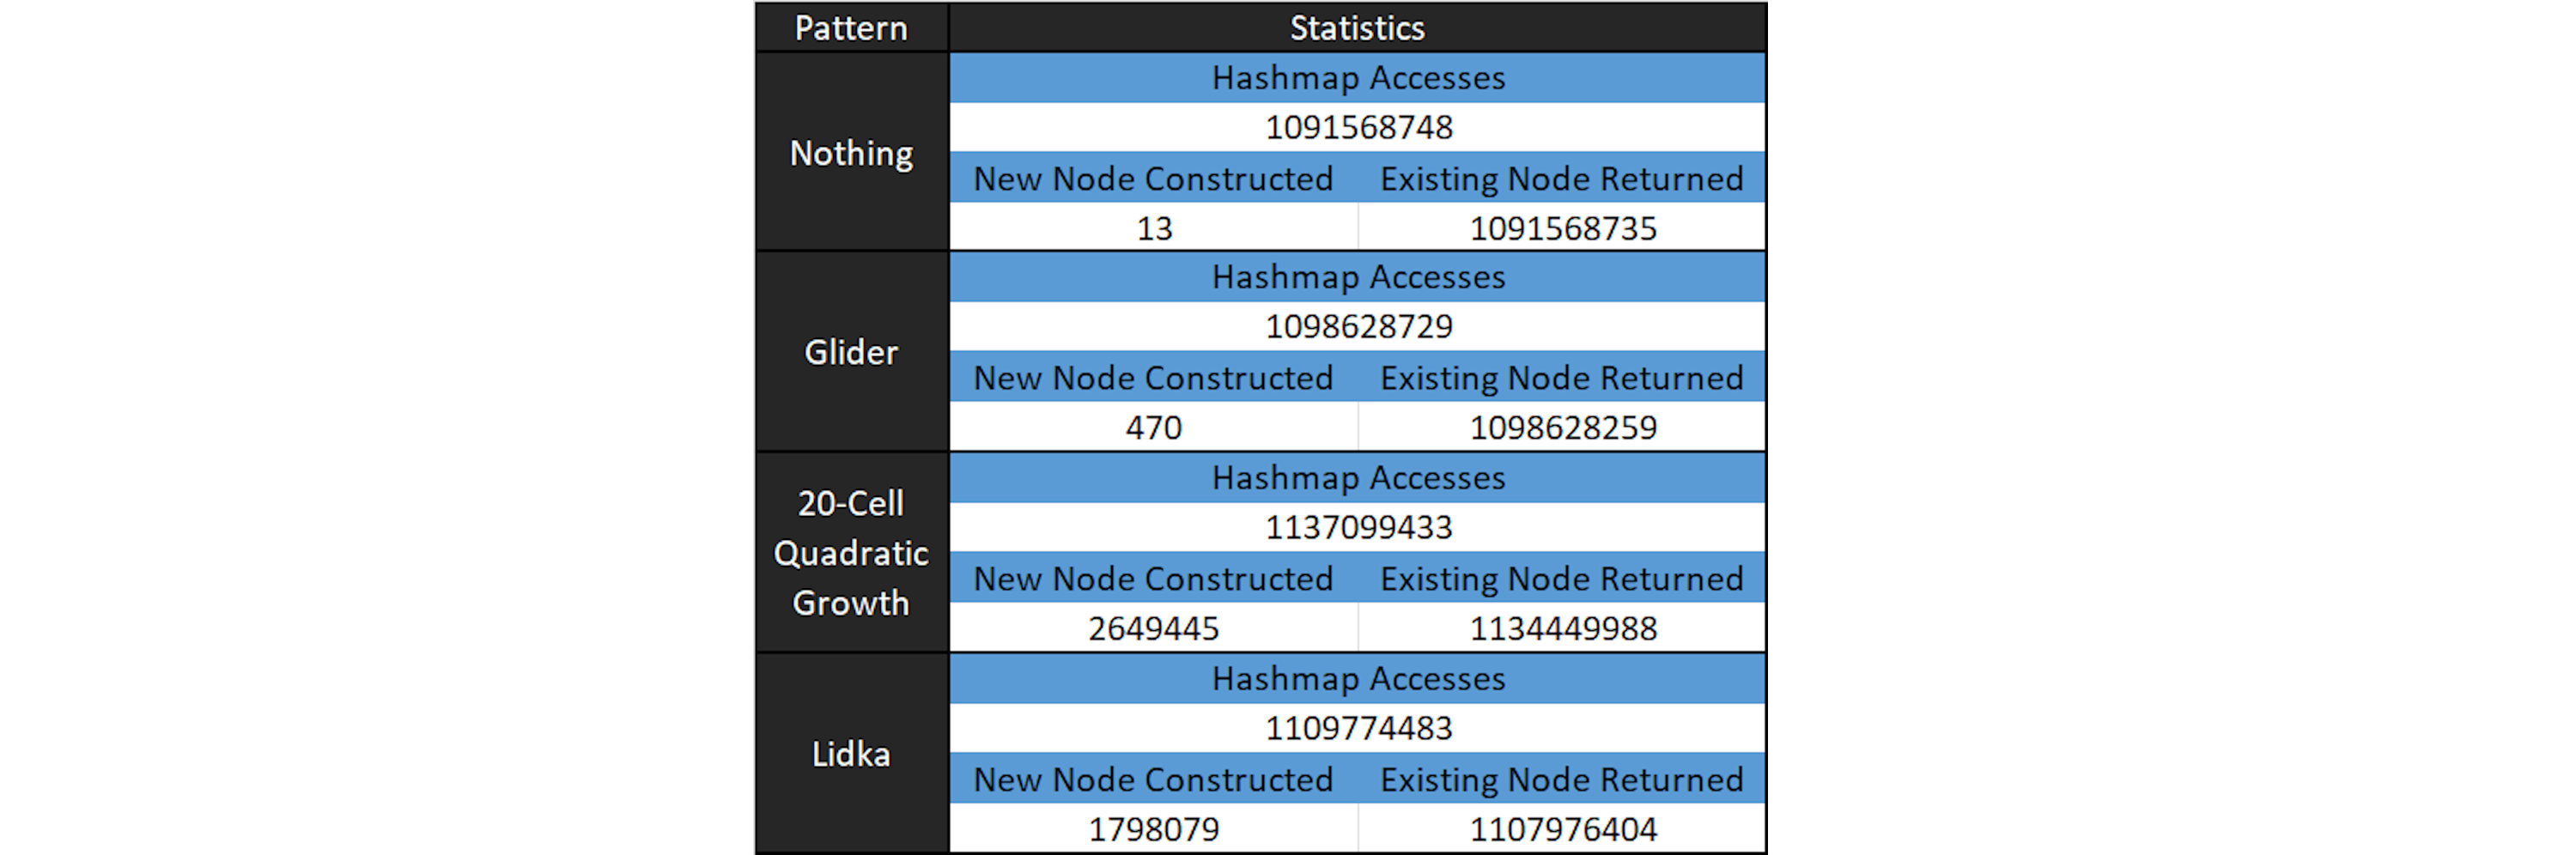 Pattern Statistics
Nothing
Hashmap Accesses
1091568748
New Node Constructed Existing Node Returned
13 1091568735
Glider
Hashmap Accesses
1098628729
New Node Constructed Existing Node Returned
470 1098628259
20-Cell
Quadratic
Growth
Hashmap Accesses
1137099433
New Node Constructed Existing Node Returned
2649445 1134449988
Lidka
Hashmap Accesses
1109774483
New Node Constructed Existing Node Returned
1798079 1107976404